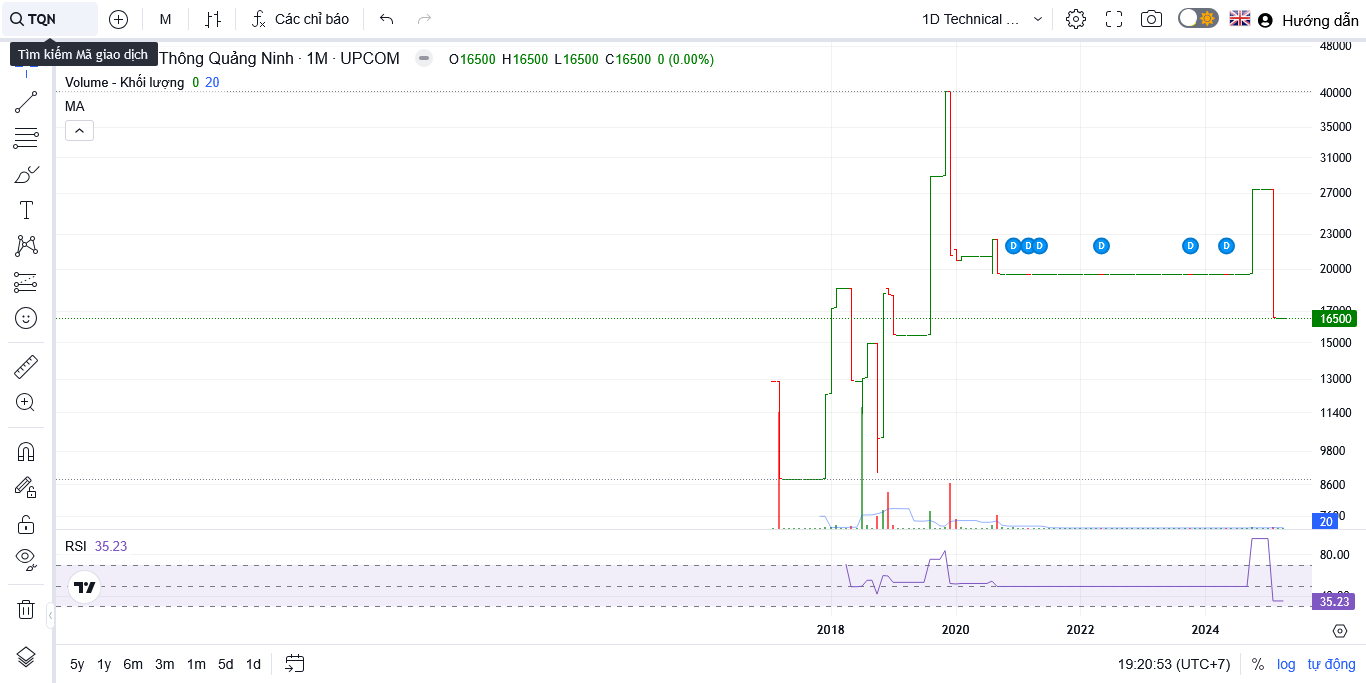 TQN
M
Các chỉ báo
1D Technical ...
Hướng dẫn
Tìm kiếm Mã giao dịch
Thông Quảng Ninh · 1M · UPCOM
O16500 H16500 L16500 C16500 0 (0.00%)
Volume - Khối lượng 0 20
MA
48000
40000
35000
31000
27000
23000
20000
17000
16500
15000
13000
11400
9800
8600
20
D D D D D D
RSI 35.23
80.00
35.23
2018 2020 2022 2024
5y 1y 6m 3m 1m 5d 1d
19:20:53 (UTC+7) % log tự động